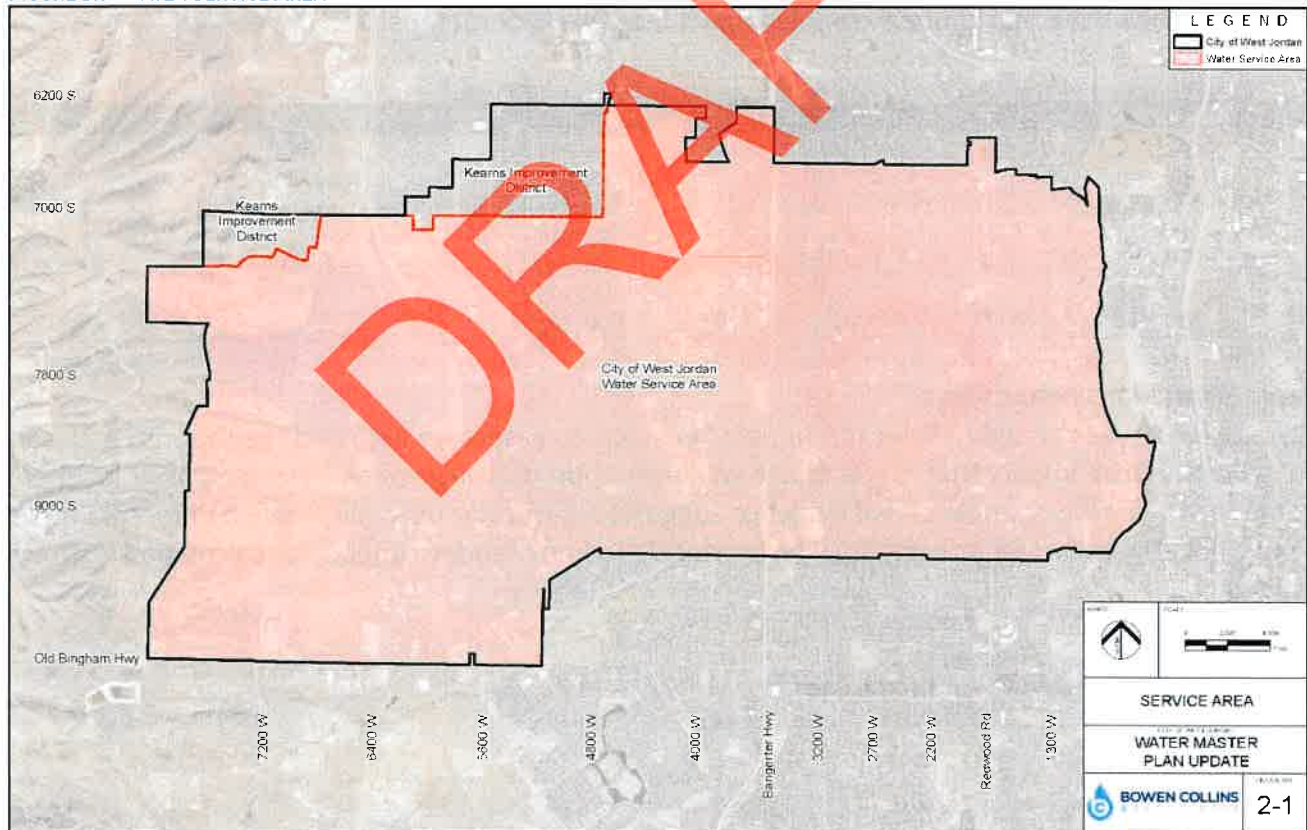 LEGEND
City of West Jordan
Water Service Area
6200 S
7000 S
7800 S
9000 S
Old Bingham Hwy
Kearns Improvement
District
Kearns
Improvement
District
City of West Jordan
Water Service Area
DRAF
7200 W
6400 W
5600 W
4800 W
4000 W
Bangerter Hwy
3200 W
2700 W
2200 W
Redwood Rd
1300 W
SERVICE AREA
WATER MASTER
PLAN UPDATE
BOWEN COLLINS
2-1